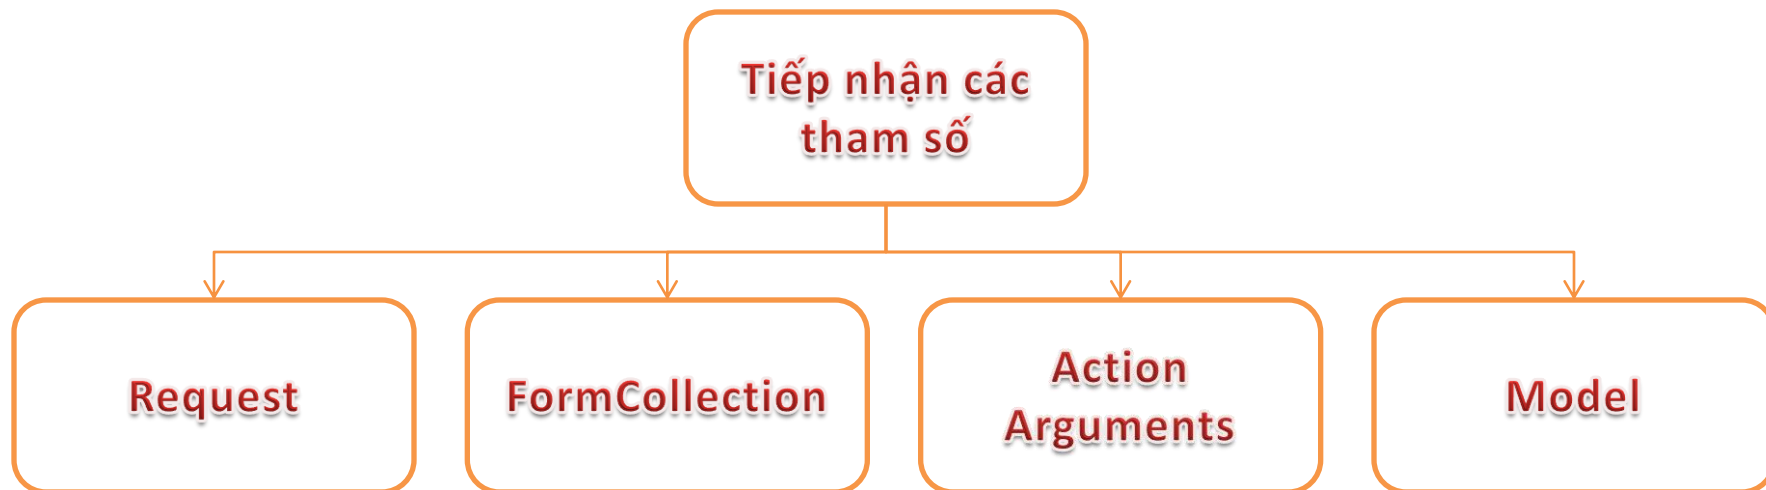 Tiếp nhận các
tham số
Request
FormCollection
Action
Arguments
Model